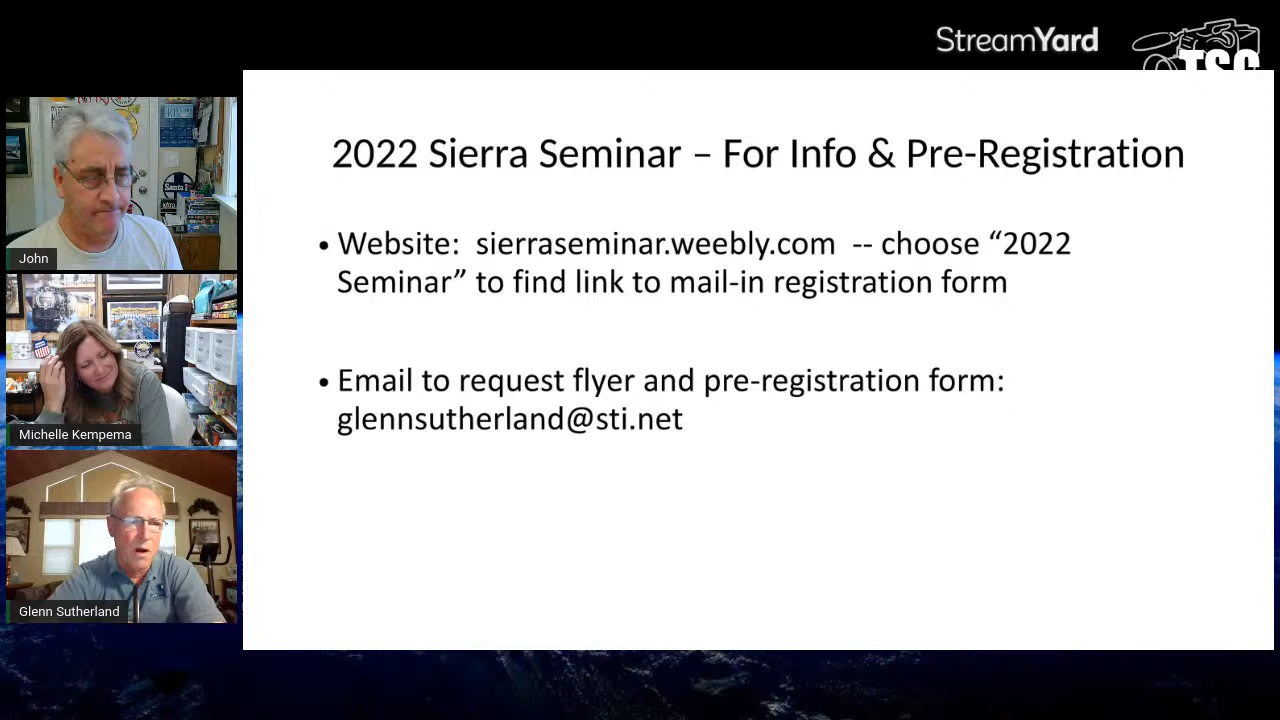 StreamYard
TSC
2022 Sierra Seminar – For Info & Pre-Registration
• Website:  sierraseminar.weebly.com  -- choose “2022
Seminar” to find link to mail-in registration form
• Email to request flyer and pre-registration form:
glennsutherland@sti.net
Santa F
John
Michelle Kempema
Glenn Sutherland